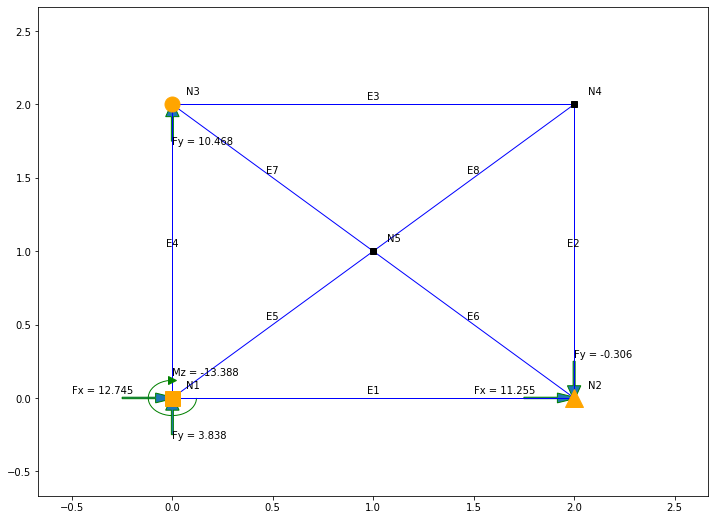 2.5
2.0
1.5
1.0
0.5
0.0
−0.5
N3
E3
N4
Fy = 10.468
E7
E8
E4
N5
E2
E5
E6
Fy = -0.306
Mz = -13.388
N1
Fx = 12.745
E1
Fx = 11.255
N2
Fy = 3.838
−0.5
0.0
0.5
1.0
1.5
2.0
2.5